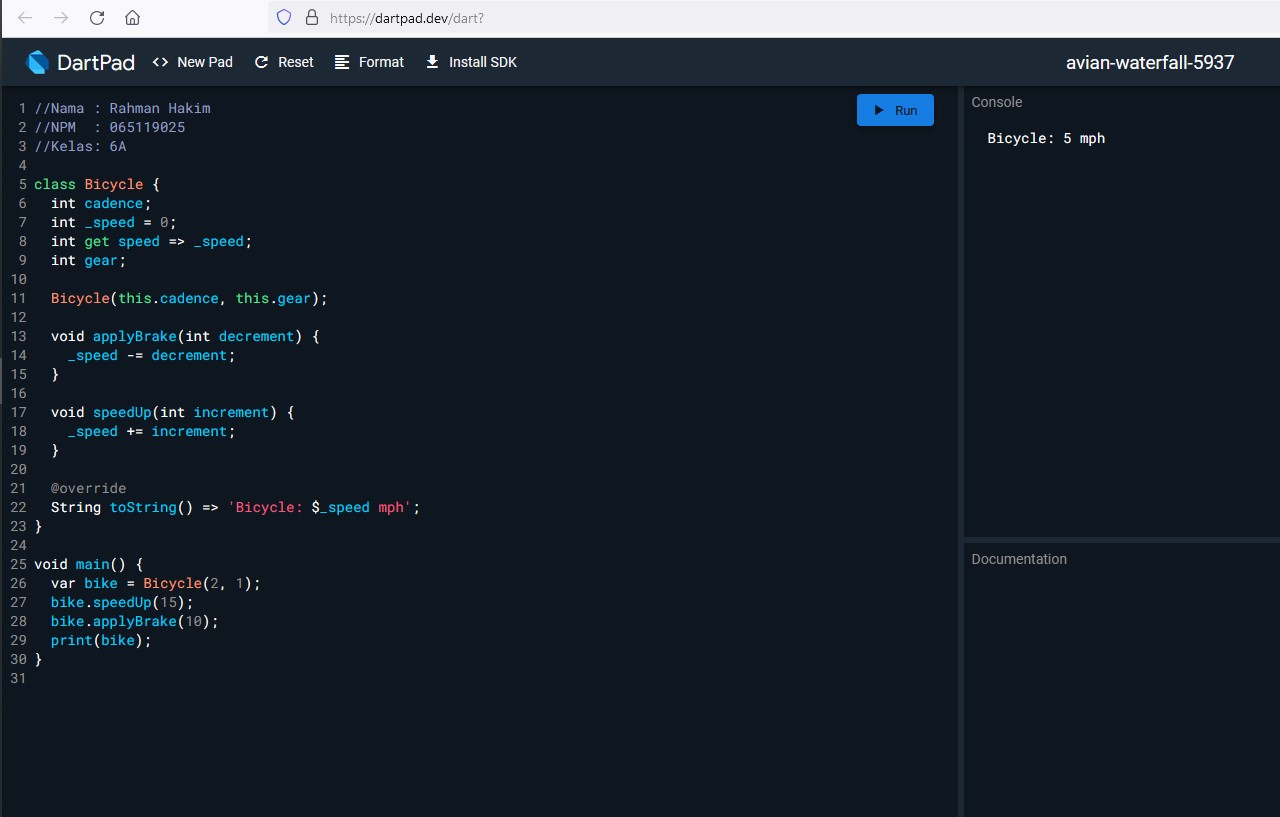 https://dartpad.dev/dart?
DartPad
New Pad
Reset
Format
Install SDK
avian-waterfall-5937
1 //Nama : Rahman Hakim
2 //NPM  : 065119025
3 //Kelas: 6A
4
5 class Bicycle {
6   int cadence;
7   int _speed = 0;
8   int get speed => _speed;
9   int gear;
10
11   Bicycle(this.cadence, this.gear);
12
13   void applyBrake(int decrement) {
14     _speed -= decrement;
15   }
16
17   void speedUp(int increment) {
18     _speed += increment;
19   }
20
21   @override
22   String toString() => 'Bicycle: $_speed mph';
23 }
24
25 void main() {
26   var bike = Bicycle(2, 1);
27   bike.speedUp(15);
28   bike.applyBrake(10);
29   print(bike);
30 }
31
Run
Console
Bicycle: 5 mph
Documentation